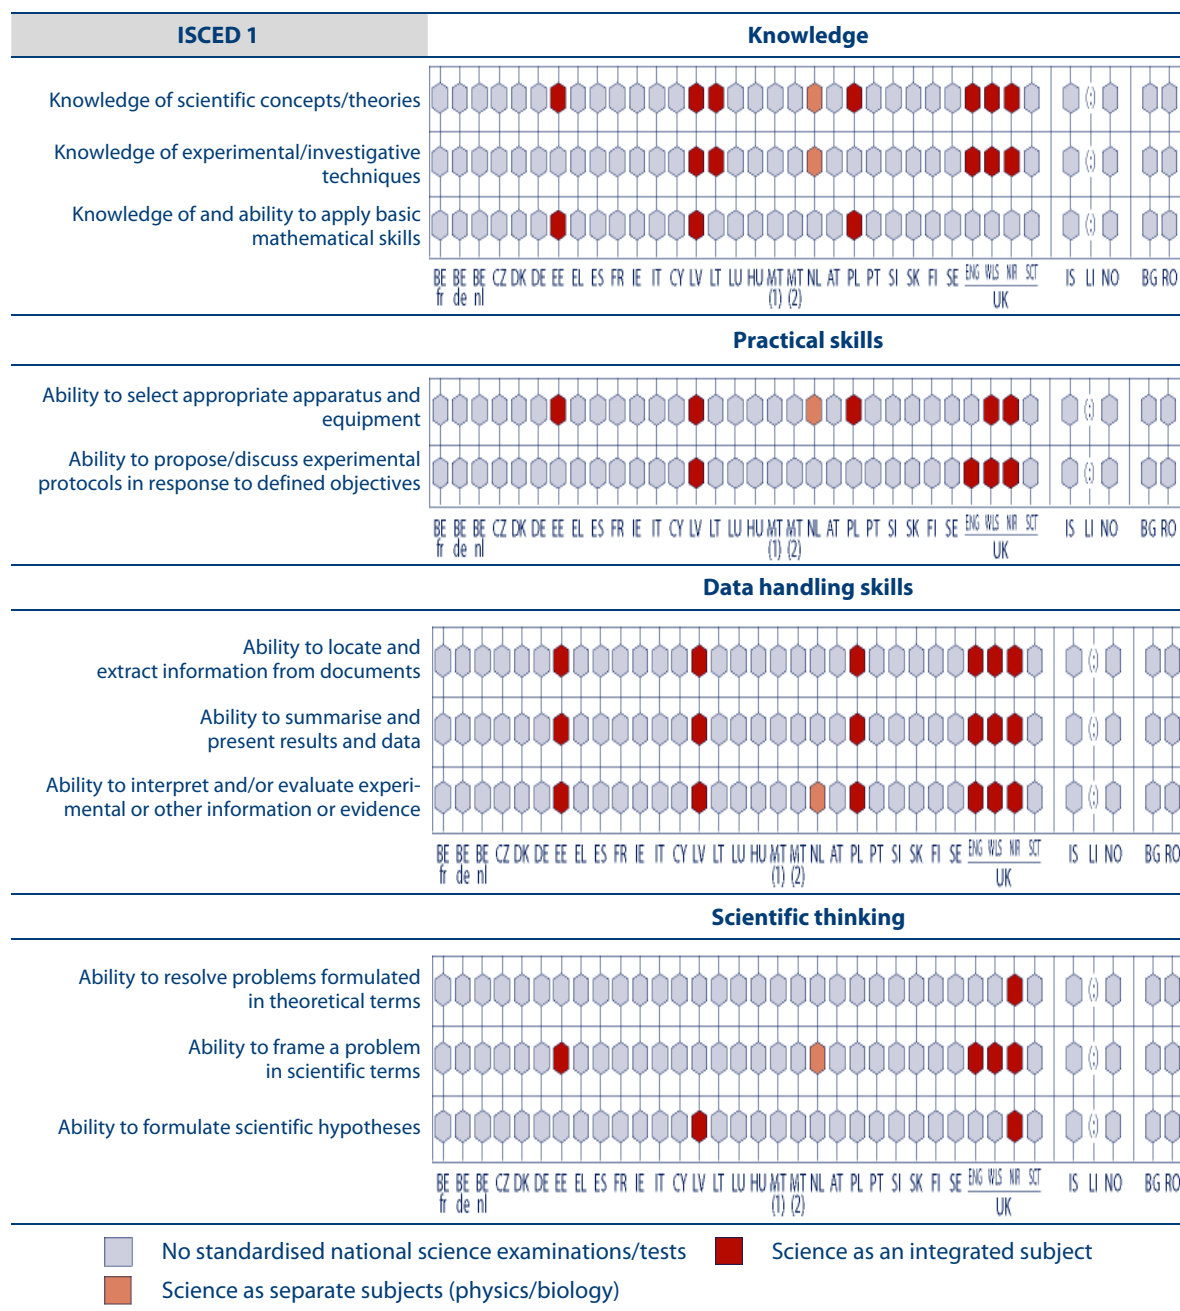 ISCED 1 Knowledge
Knowledge of scientific concepts/theories (:)
Knowledge of experimental/investigative
techniques (:)
Knowledge of and ability to apply basic
mathematical skills (:)
BE BE BE CZ DK DE EE EL ES FR IE IT CY LV LT LU HU MT MT NL AT PL PT SI SK FI SE ENG WLS NIR SCT IS LI NO BG RO
fr de nl (1) (2) UK
Practical skills
Ability to select appropriate apparatus and
equipment (:)
Ability to propose/discuss experimental
protocols in response to defined objectives (:)
BE BE BE CZ DK DE EE EL ES FR IE IT CY LV LT LU HU MT MT NL AT PL PT SI SK FI SE ENG WLS NIR SCT IS LI NO BG RO
fr de nl (1) (2) UK
Data handling skills
Ability to locate and
extract information from documents (:)
Ability to summarise and
present results and data (:)
Ability to interpret and/or evaluate experi-
mental or other information or evidence (:)
BE BE BE CZ DK DE EE EL ES FR IE IT CY LV LT LU HU MT MT NL AT PL PT SI SK FI SE ENG WLS NIR SCT IS LI NO BG RO
fr de nl (1) (2) UK
Scientific thinking
Ability to resolve problems formulated
in theoretical terms (:)
Ability to frame a problem
in scientific terms (:)
Ability to formulate scientific hypotheses (:)
BE BE BE CZ DK DE EE EL ES FR IE IT CY LV LT LU HU MT MT NL AT PL PT SI SK FI SE ENG WLS NIR SCT IS LI NO BG RO
fr de nl (1) (2) UK
No standardised national science examinations/tests Science as an integrated subject
Science as separate subjects (physics/biology)